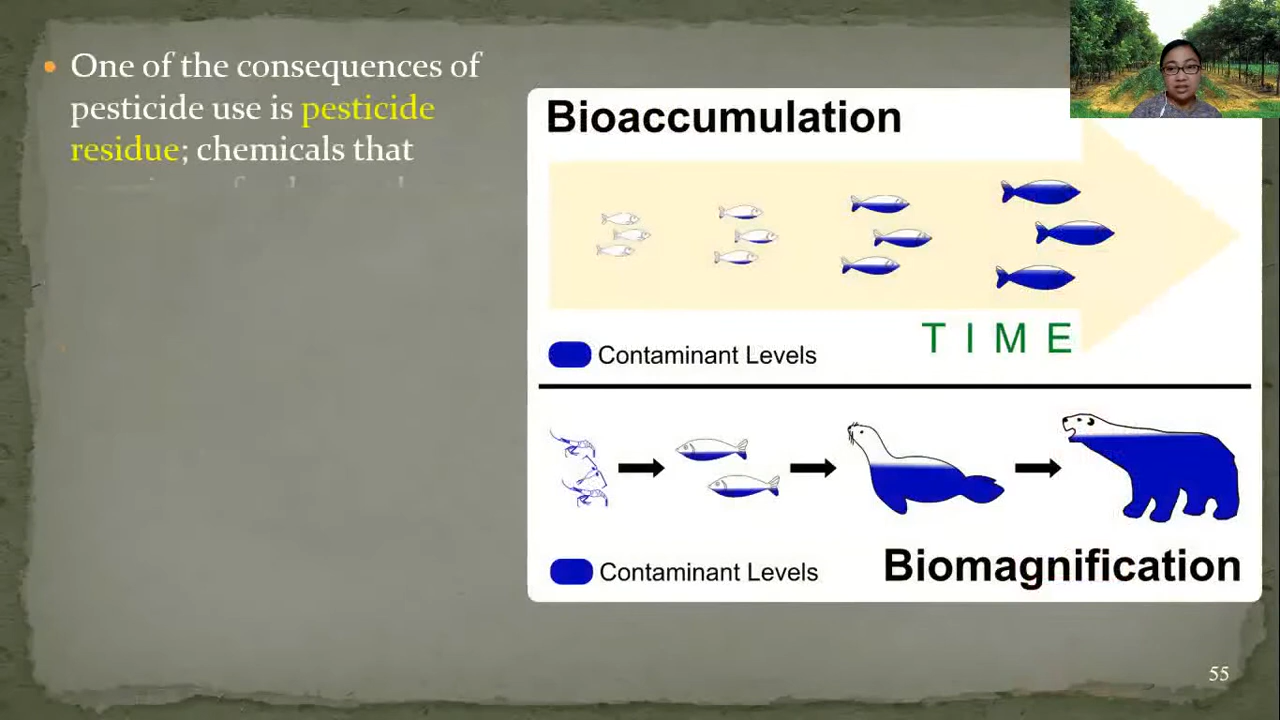 One of the consequences of
pesticide use is pesticide
residue; chemicals that
Bioaccumulation
TIME
Contaminant Levels
Contaminant Levels
Biomagnification
55